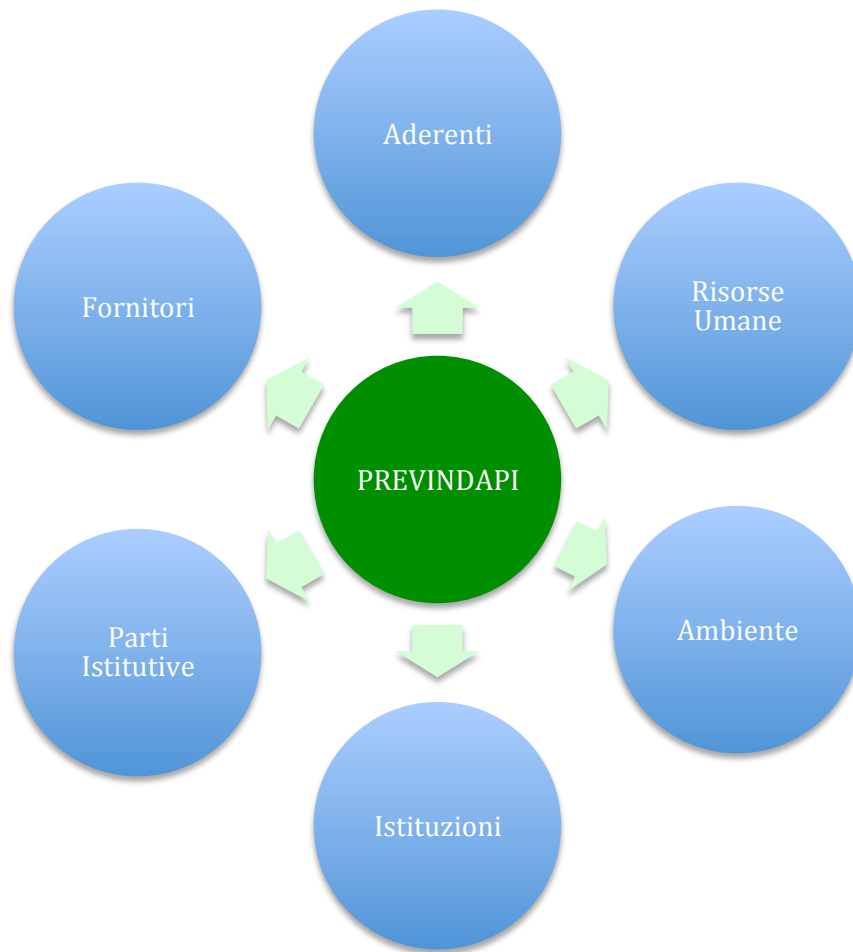 Aderenti
Fornitori
Risorse
Umane
PREVINDAPI
Parti
Istitutive
Ambiente
Istituzioni